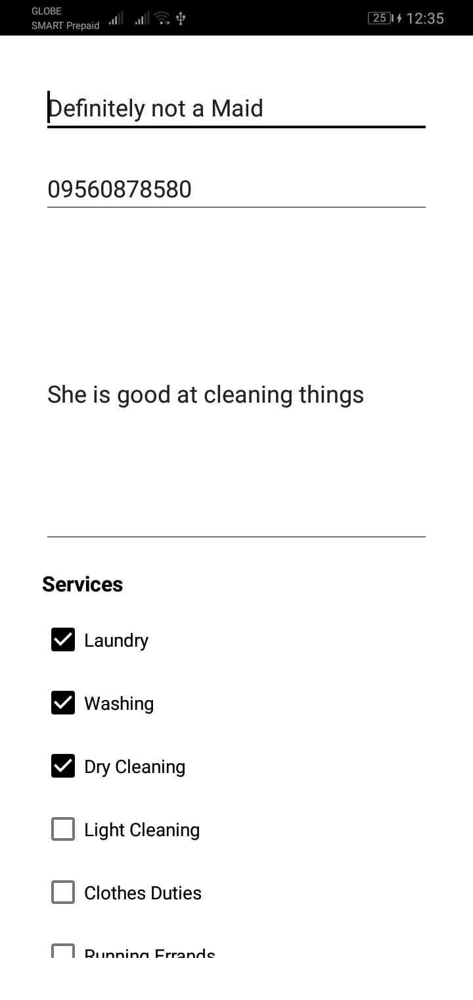 GLOBE
SMART Prepaid
25 12:35
Definitely not a Maid
09560878580
She is good at cleaning things
Services
Laundry
Washing
Dry Cleaning
Light Cleaning
Clothes Duties
Running Errands